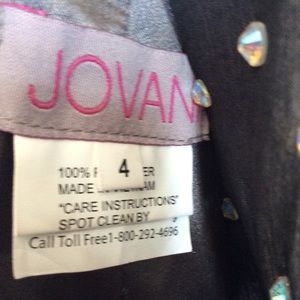 JOVAN
4
100%
MADE
"CARE INSTRUCTIONS"
SPOT CLEAN BY
Call Toll Free1-800-292-4696